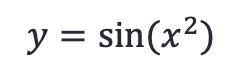 y = sin(x²)